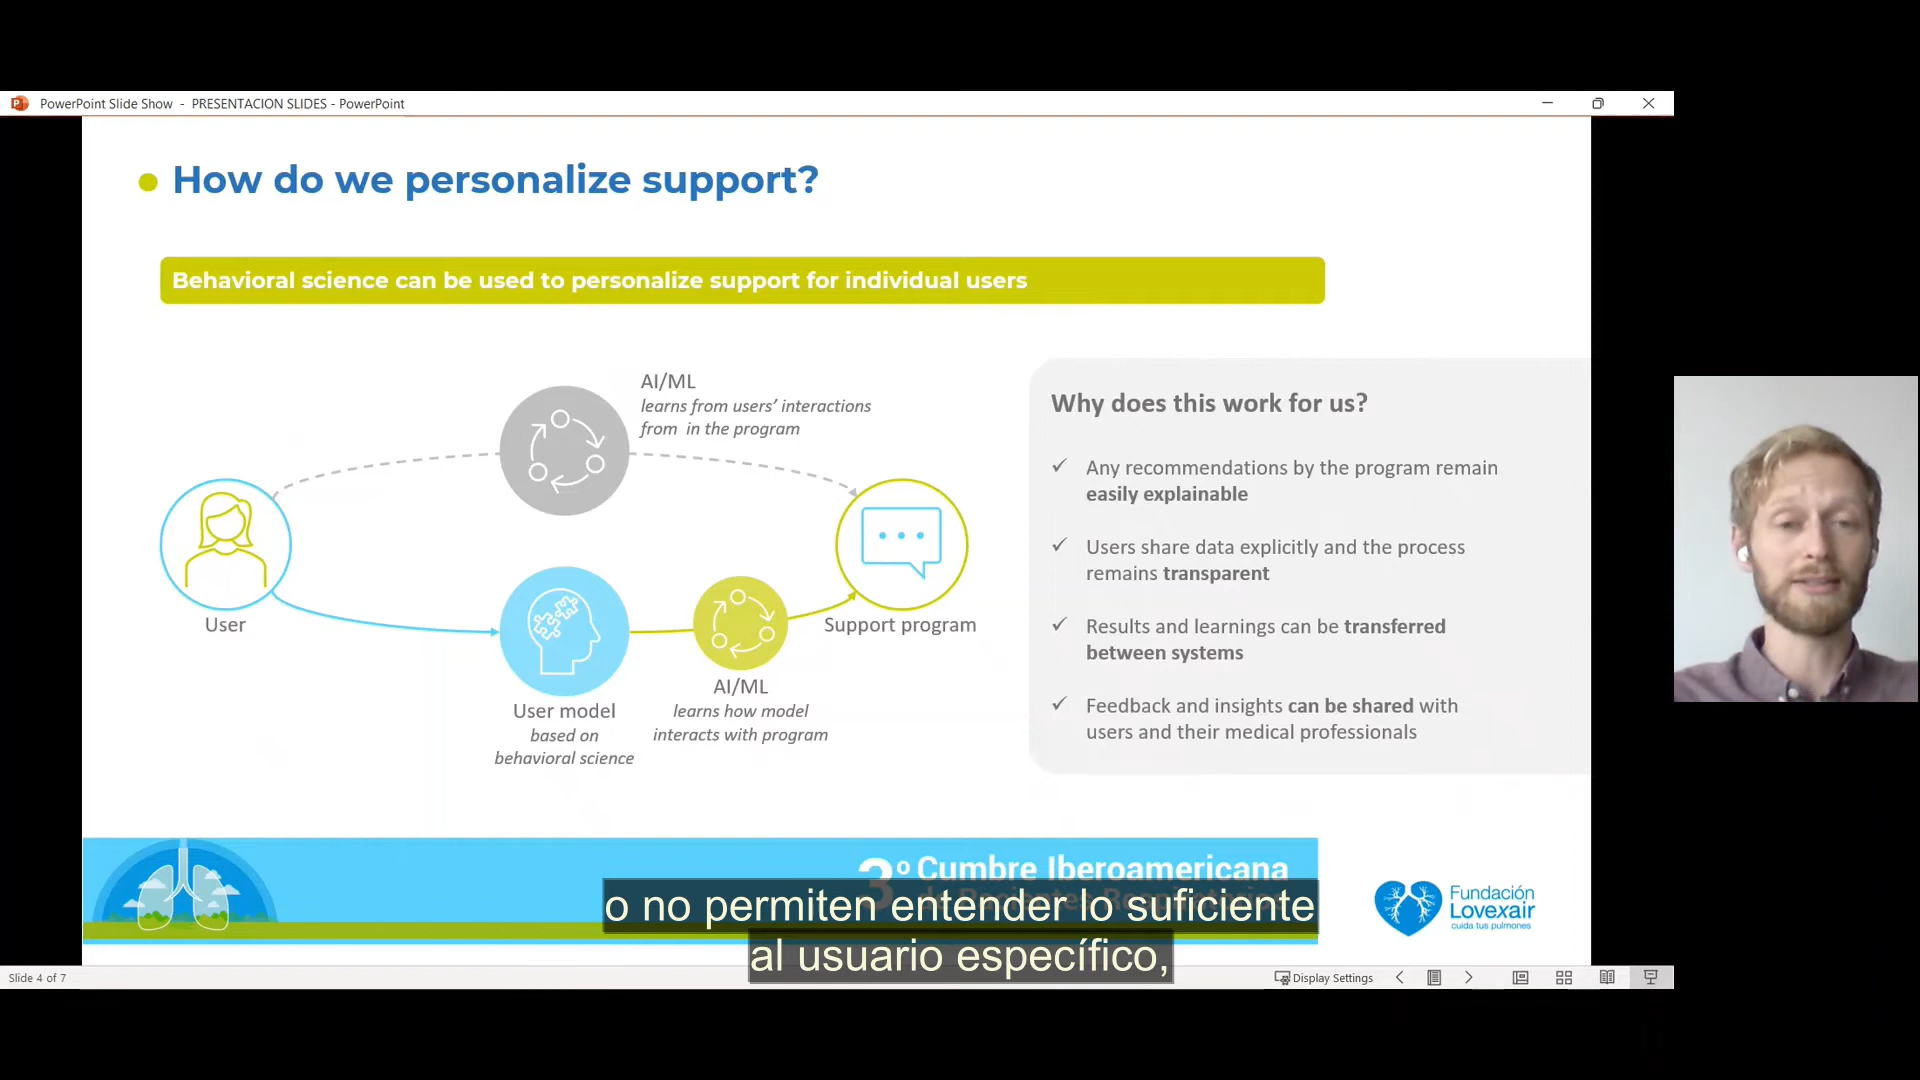 PowerPoint Slide Show - PRESENTACION SLIDES - PowerPoint
How do we personalize support?
Behavioral science can be used to personalize support for individual users
AI/ML
learns from users' interactions
from in the program
User
User model
based on
behavioral science
AI/ML
learns how model
interacts with program
Support program
Why does this work for us?
✓ Any recommendations by the program remain
easily explainable
✓ Users share data explicitly and the process
remains transparent
✓ Results and learnings can be transferred
between systems
✓ Feedback and insights can be shared with
users and their medical professionals
3º Cumbre Iberoamericana
de Pacientes Respiratorios
Fundación
Lovexair
cuida tus pulmones
o no permiten entender lo suficiente
al usuario específico,
Slide 4 of 7
Display Settings